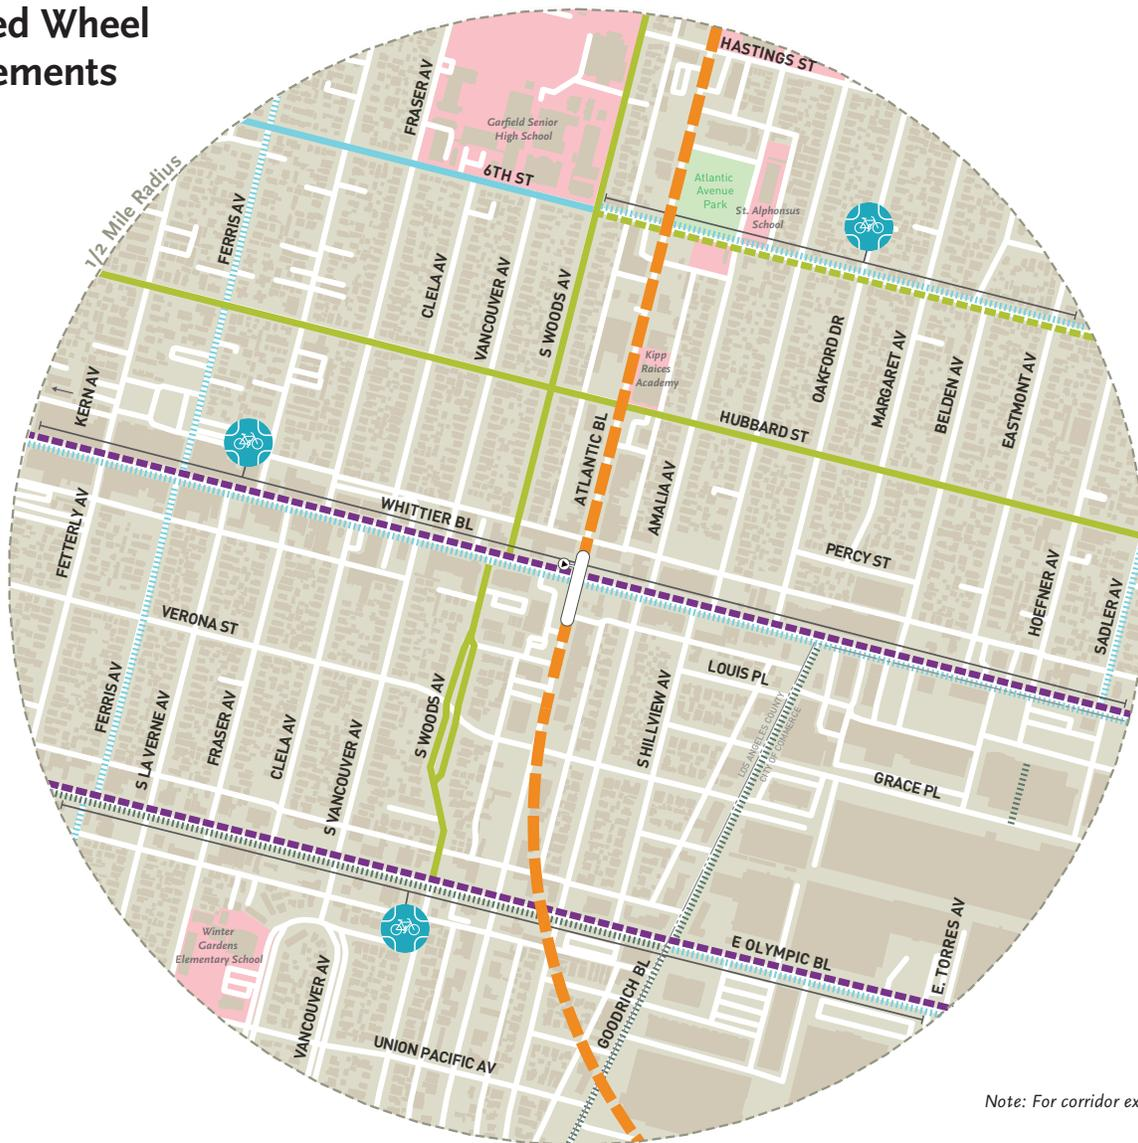 ed Wheel
ements
1/2 Mile Radius
HASTINGS ST
FRASER AV
Garfield Senior
High School
6TH ST
Atlantic
Avenue
Park
St. Alphonsus
School
FERRIS AV
CLELA AV
VANCOUVER AV
S WOODS AV
OAKFORD DR
MARGARET AV
BELDEN AV
EASTMONT AV
Kipp
Raices
Academy
KERN AV
HUBBARD ST
ATLANTIC BL
AMALIA AV
WHITTIER BL
FETTERLY AV
PERCY ST
HOEFNER AV
SADLER AV
VERONA ST
LOUIS PL
FERRIS AV
S LA VERNE AV
FRASER AV
CLELA AV
S VANCOUVER AV
S WOODS AV
S HILLVIEW AV
LOS ANGELES COUNTY
CITY OF COMMERCE
GRACE PL
Winter
Gardens
Elementary School
E OLYMPIC BL
E. TORRES AV
VANCOUVER AV
GOODRICH BL
UNION PACIFIC AV
Note: For corridor ex